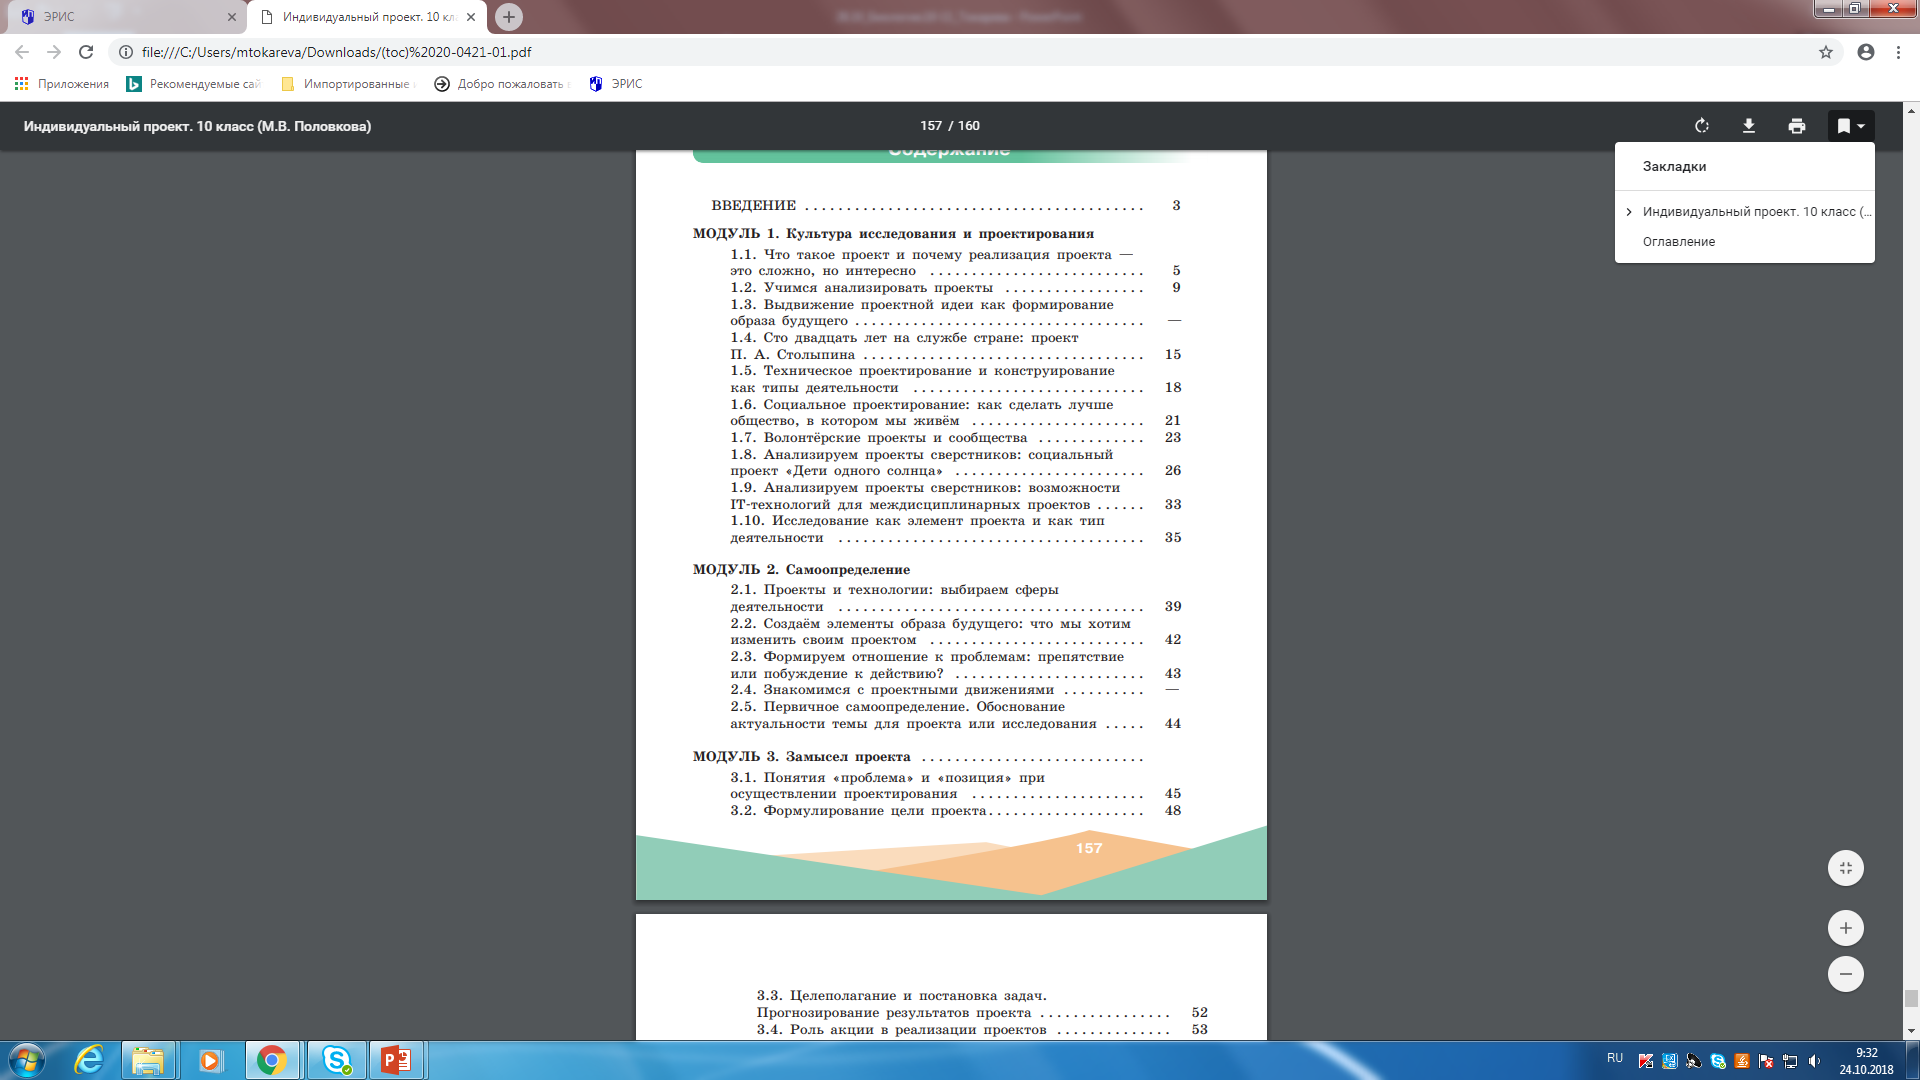 ЭРИС
Индивидуальный проект. 10 кл
file:///C:/Users/mtokareva/Downloads/(toc)%2020-0421-01.pdf
Приложения
Рекомендуемые сай
Импортированные
Добро пожаловать
ЭРИС
Индивидуальный проект. 10 класс (М.В. Половкова)
157 / 160
Закладки
Индивидуальный проект. 10 класс (...
Оглавление
Содержание
ВВЕДЕНИЕ ........................................ 3
МОДУЛЬ 1. Культура исследования и проектирования
1.1. Что такое проект и почему реализация проекта —
это сложно, но интересно .......................... 5
1.2. Учимся анализировать проекты ................. 9
1.3. Выдвижение проектной идеи как формирование
образа будущего ................................... —
1.4. Сто двадцать лет на службе стране: проект
П. А. Столыпина .................................. 15
1.5. Техническое проектирование и конструирование
как типы деятельности ............................ 18
1.6. Социальное проектирование: как сделать лучше
общество, в котором мы живём ..................... 21
1.7. Волонтёрские проекты и сообщества ............. 23
1.8. Анализируем проекты сверстников: социальный
проект «Дети одного солнца» ....................... 26
1.9. Анализируем проекты сверстников: возможности
IT-технологий для междисциплинарных проектов ...... 33
1.10. Исследование как элемент проекта и как тип
деятельности ..................................... 35
МОДУЛЬ 2. Самоопределение
2.1. Проекты и технологии: выбираем сферы
деятельности ..................................... 39
2.2. Создаём элементы образа будущего: что мы хотим
изменить своим проектом .......................... 42
2.3. Формируем отношение к проблемам: препятствие
или побуждение к действию? ....................... 43
2.4. Знакомимся с проектными движениями .......... —
2.5. Первичное самоопределение. Обоснование
актуальности темы для проекта или исследования ..... 44
МОДУЛЬ 3. Замысел проекта ...........................
3.1. Понятия «проблема» и «позиция» при
осуществлении проектирования ..................... 45
3.2. Формулирование цели проекта................... 48
157
3.3. Целеполагание и постановка задач.
Прогнозирование результатов проекта ................ 52
3.4. Роль акции в реализации проектов .............. 53
RU
9:32
24.10.2018